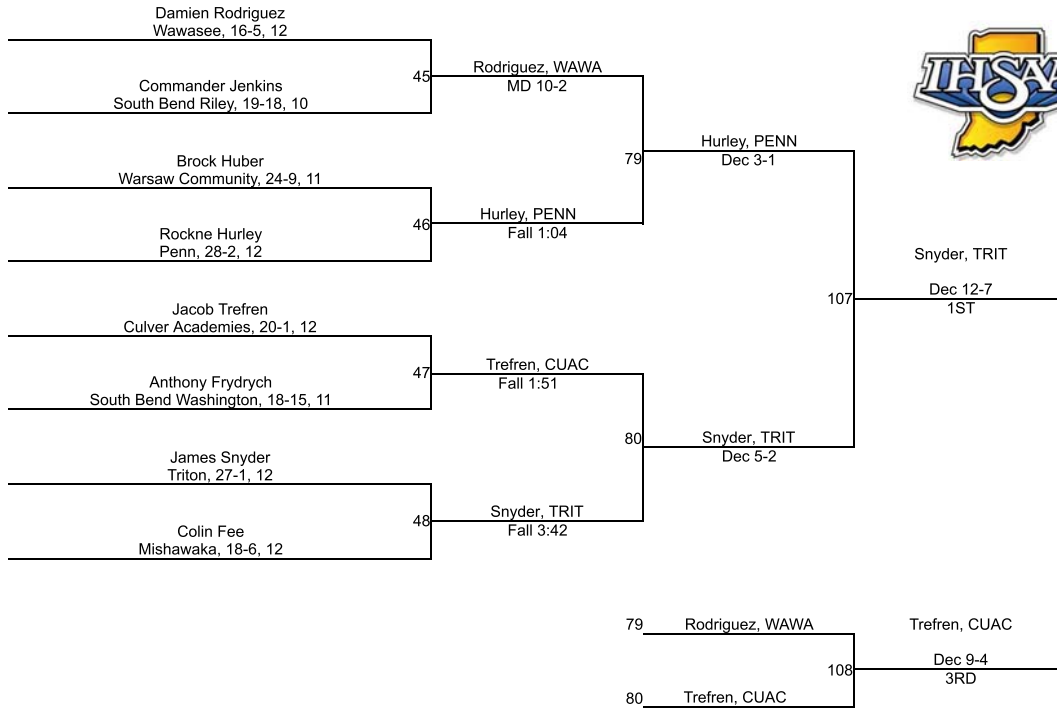 Damien Rodriguez
Wawasee, 16-5, 12
45
Commander Jenkins
South Bend Riley, 19-18, 10
Rodriguez, WAWA
MD 10-2
Brock Huber
Warsaw Community, 24-9, 11
46
Rockne Hurley
Penn, 28-2, 12
Hurley, PENN
Fall 1:04
79
Hurley, PENN
Dec 3-1
Jacob Trefren
Culver Academies, 20-1, 12
47
Anthony Frydrych
South Bend Washington, 18-15, 11
Trefren, CUAC
Fall 1:51
James Snyder
Triton, 27-1, 12
48
Colin Fee
Mishawaka, 18-6, 12
Snyder, TRIT
Fall 3:42
80
Snyder, TRIT
Dec 5-2
107
Snyder, TRIT
Dec 12-7
1ST
IHSAA
79 Rodriguez, WAWA
80 Trefren, CUAC
108
Trefren, CUAC
Dec 9-4
3RD